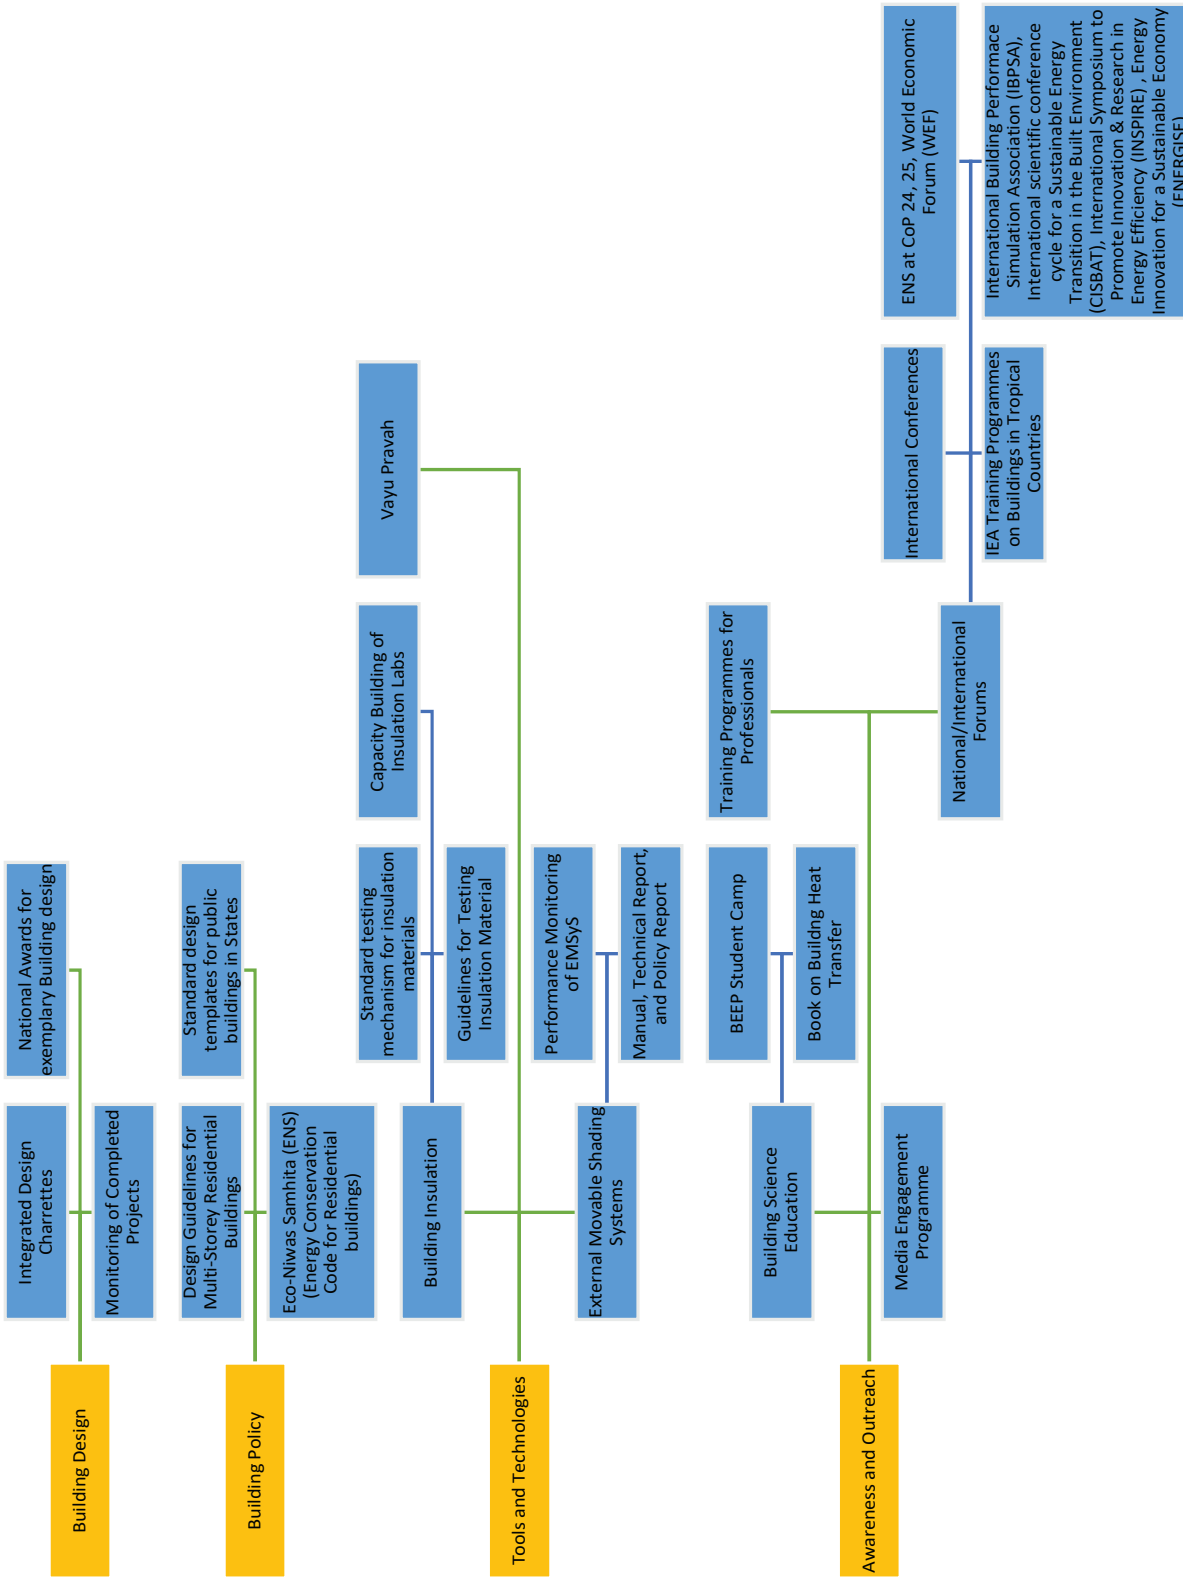 Building Design
Integrated Design
Charrettes
Monitoring of Completed
Projects
National Awards for
exemplary Building design
Building Policy
Design Guidelines for
Multi-Storey Residential
Buildings
Eco-Niwas Samhita (ENS)
(Energy Conservation
Code for Residential
buildings)
Standard design
templates for public
buildings in States
Tools and Technologies
Building Insulation
Standard testing
mechanism for insulation
materials
Guidelines for Testing
Insulation Material
Capacity Building of
Insulation Labs
External Movable Shading
Systems
Performance Monitoring
of EMSyS
Manual, Technical Report,
and Policy Report
Vayu Pravah
Awareness and Outreach
Building Science
Education
BEEP Student Camp
Book on Buildng Heat
Transfer
Media Engagement
Programme
Training Programmes for
Professionals
National/International
Forums
International Conferences
IEA Training Programmes
on Buildings in Tropical
Countries
ENS at CoP 24, 25, World Economic
Forum (WEF)
International Building Performace
Simulation Association (IBPSA),
International scientific conference
cycle for a Sustainable Energy
Transition in the Built Environment
(CISBAT), International Symposium to
Promote Innovation & Research in
Energy Efficiency (INSPIRE) , Energy
Innovation for a Sustainable Economy
(ENERGISE)